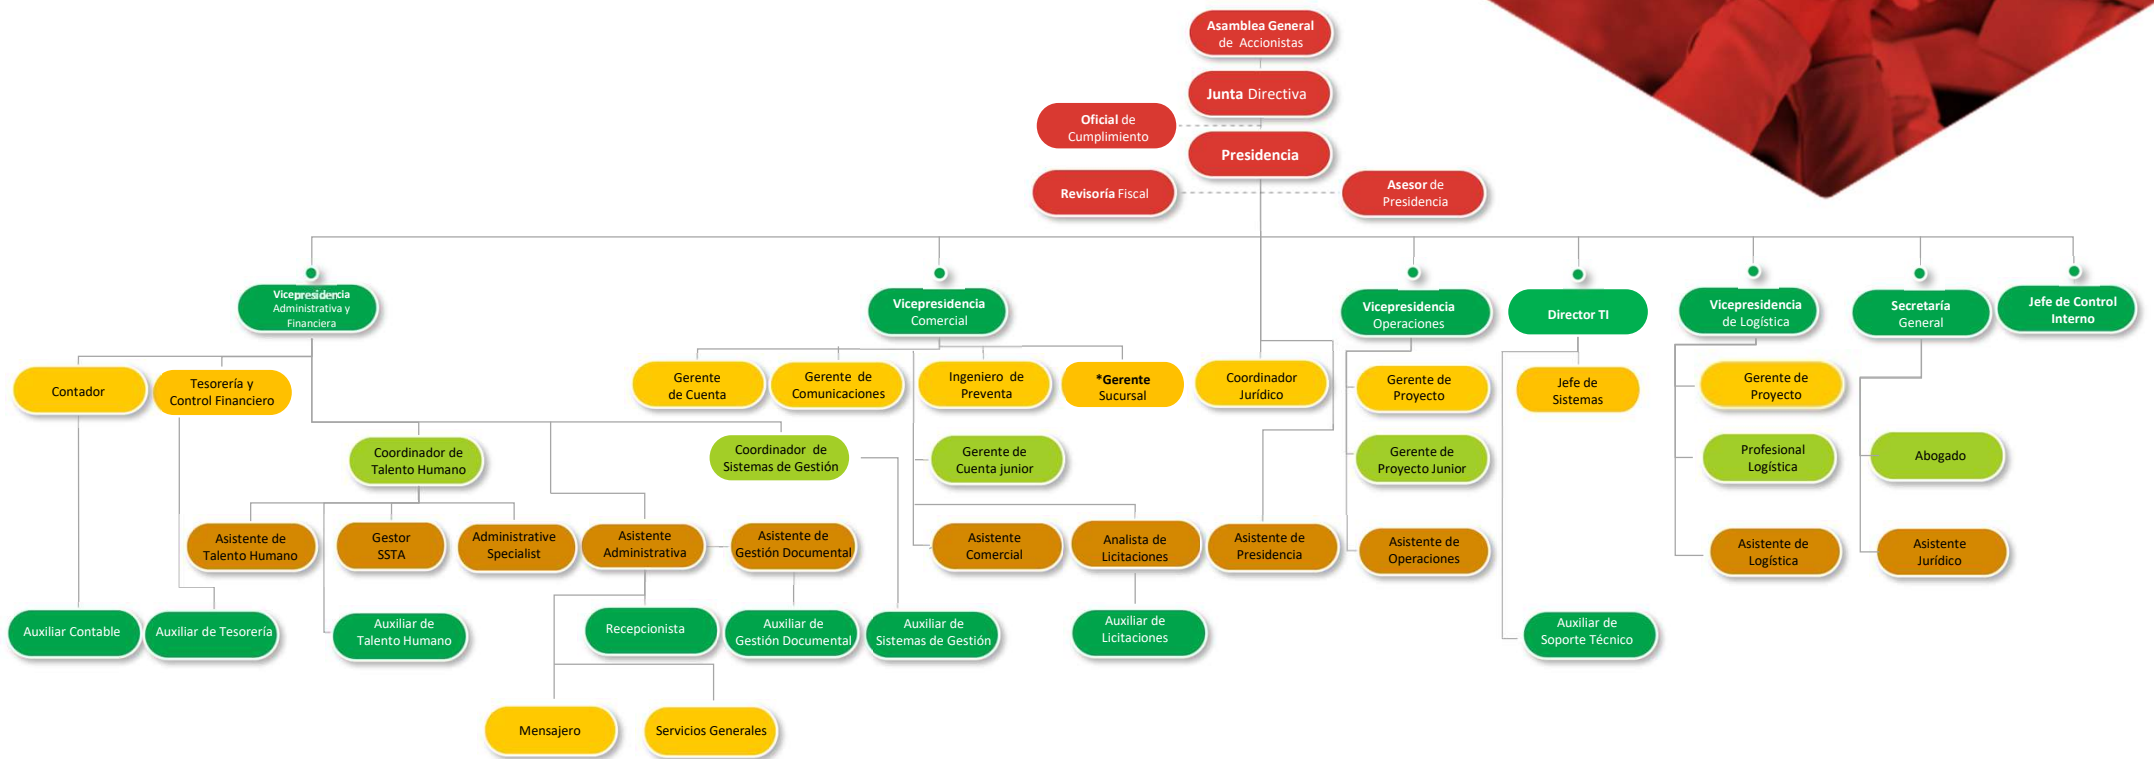 Asamblea General
de Accionistas
Junta Directiva
Oficial de
Cumplimiento
Presidencia
Revisoría Fiscal
Asesor de
Presidencia
Vicepresidencia
Administrativa y
Financiera
Vicepresidencia
Comercial
Vicepresidencia
Operaciones
Director TI
Vicepresidencia
de Logística
Secretaría
General
Jefe de Control
Interno
Contador
Tesorería y
Control Financiero
Gerente
de Cuenta
Gerente de
Comunicaciones
Ingeniero de
Preventa
*Gerente
Sucursal
Coordinador
Jurídico
Gerente de
Proyecto
Jefe de
Sistemas
Gerente de
Proyecto
Coordinador de
Talento Humano
Coordinador de
Sistemas de Gestión
Gerente de
Cuenta junior
Gerente de
Proyecto Junior
Profesional
Logística
Abogado
Asistente de
Talento Humano
Gestor
SSTA
Administrative
Specialist
Asistente
Administrativa
Asistente de
Gestión Documental
Asistente
Comercial
Analista de
Licitaciones
Asistente de
Presidencia
Asistente de
Operaciones
Asistente de
Logística
Asistente
Jurídico
Auxiliar Contable
Auxiliar de Tesorería
Auxiliar de
Talento Humano
Recepcionista
Auxiliar de
Gestión Documental
Auxiliar de
Sistemas de Gestión
Auxiliar de
Licitaciones
Auxiliar de
Soporte Técnico
Mensajero
Servicios Generales